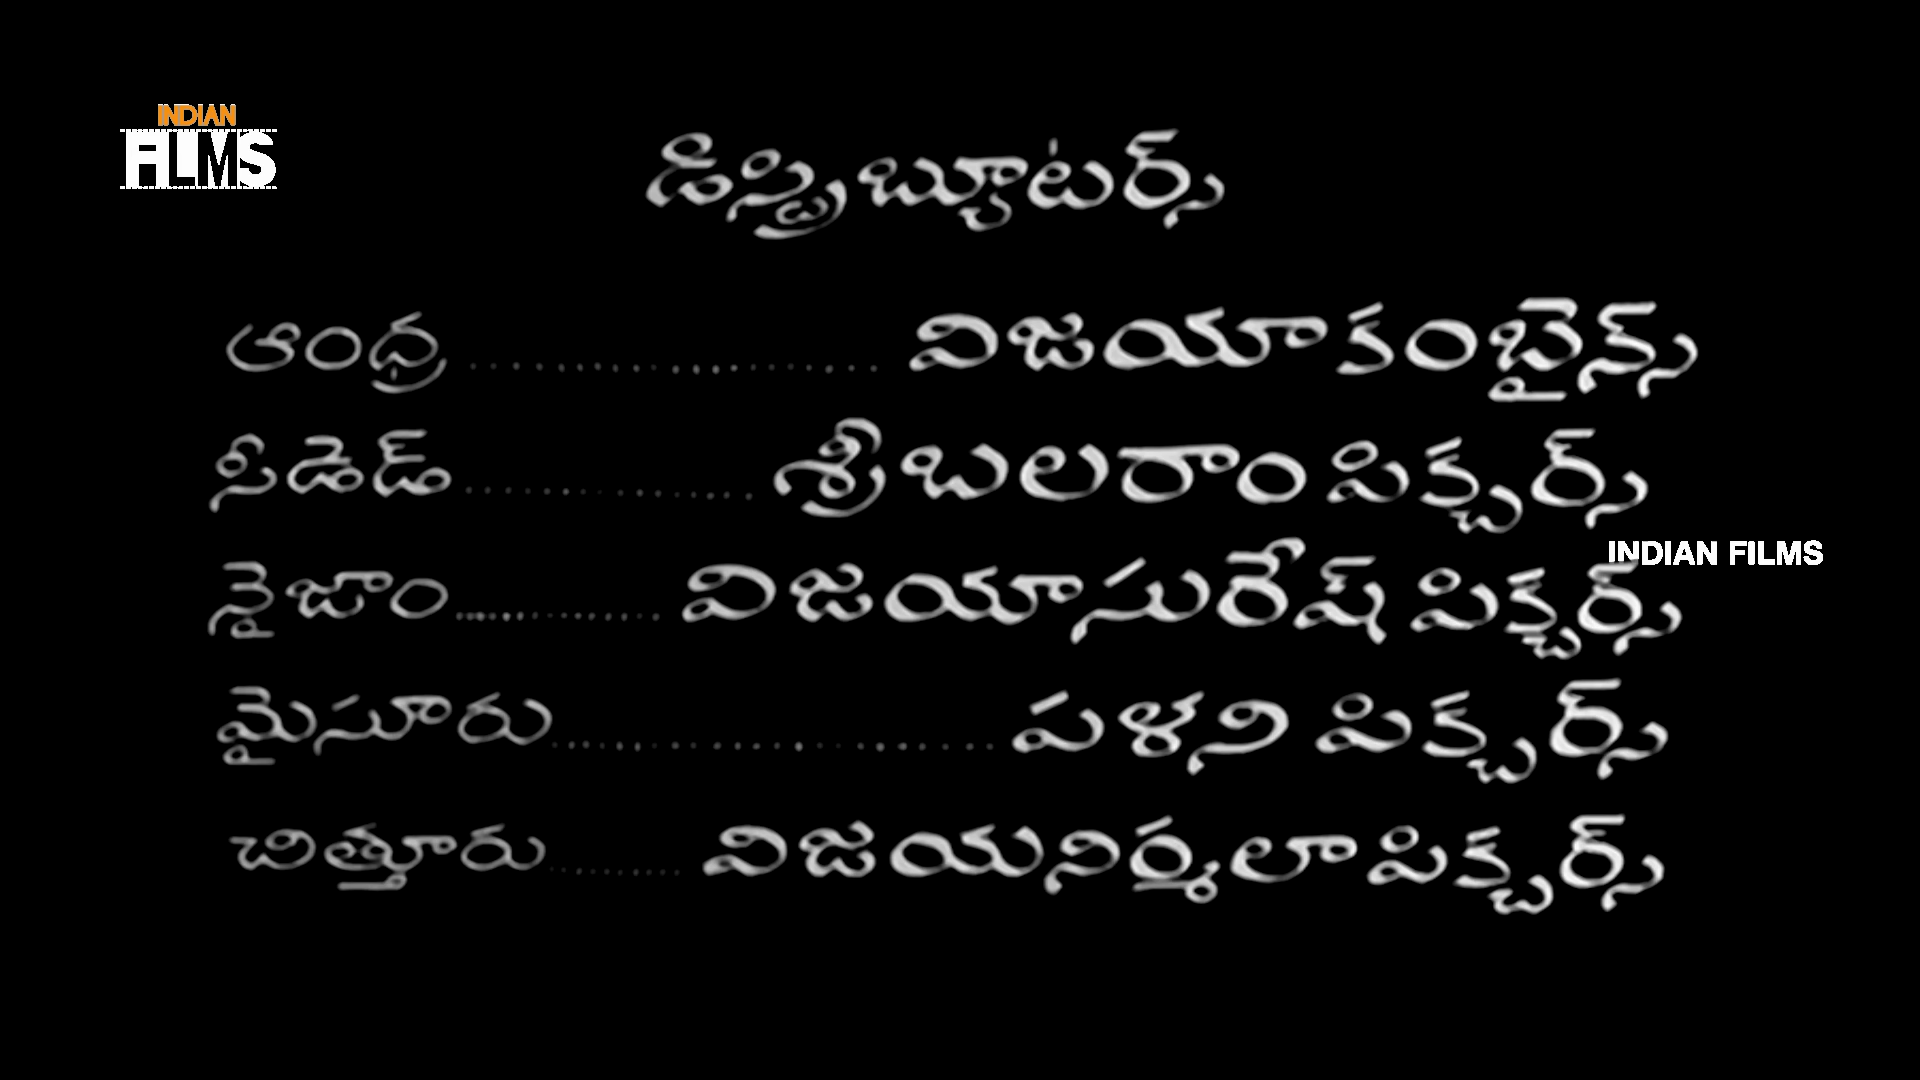 INDIAN
FILMS
డిస్ట్రిబ్యూటర్స్
ఆంధ్ర .................... విజయా కంబైన్స్
సీడెడ్ .............. శ్రీ బలరాం పిక్చర్స్
INDIAN FILMS
నైజాం .............. విజయా సురేష్ పిక్చర్స్
మైసూరు .................... పళని పిక్చర్స్
చిత్తూరు .......... విజయనిర్మలా పిక్చర్స్